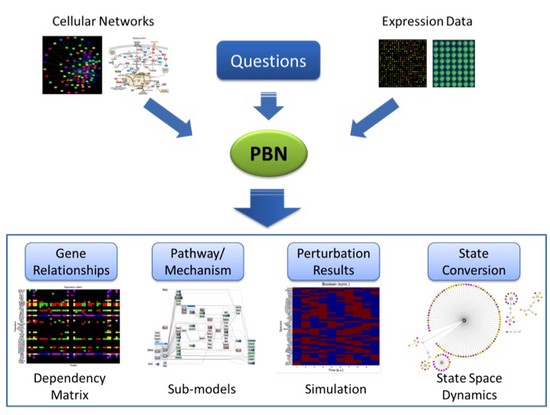 Cellular Networks
Expression Data
Questions
PBN
Gene
Relationships
Pathway/
Mechanism
Perturbation
Results
State
Conversion
Dependency
Matrix
Sub-models
Simulation
State Space
Dynamics